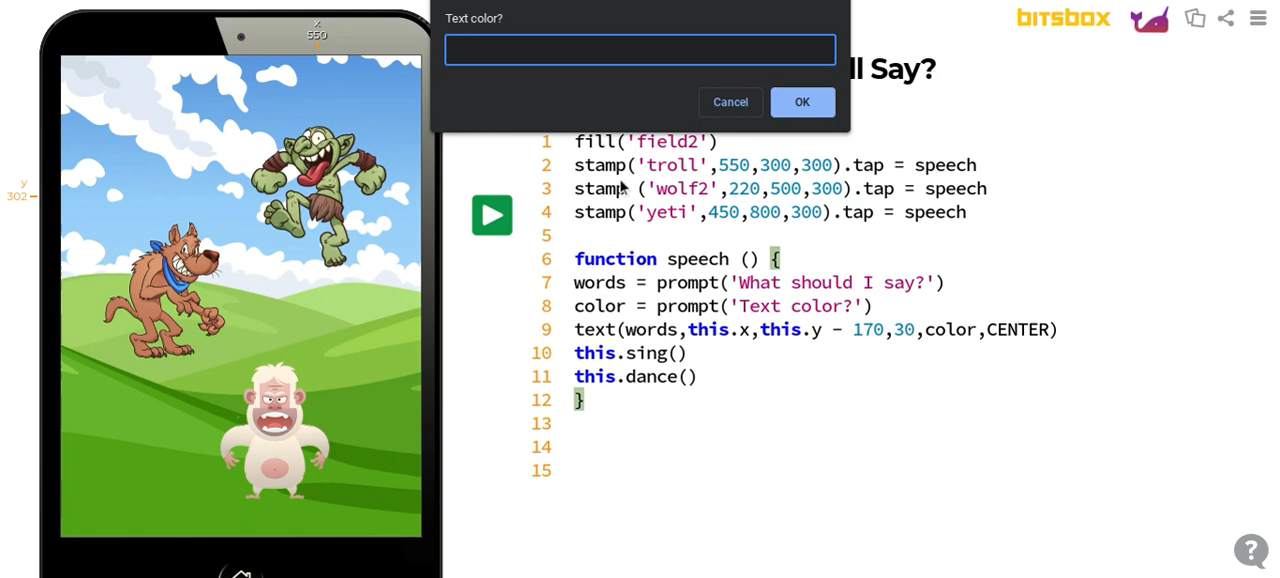 x
550
y
302
Text color?
Cancel
OK
bitsbox
ll Say?
1 fill('field2')
2 stamp('troll',550,300,300).tap = speech
3 stamp ('wolf2',220,500,300).tap = speech
4 stamp('yeti',450,800,300).tap = speech
5
6 function speech () {
7 words = prompt('What should I say?')
8 color = prompt('Text color?')
9 text(words,this.x,this.y - 170,30,color,CENTER)
10 this.sing()
11 this.dance()
12 }
13
14
15
?